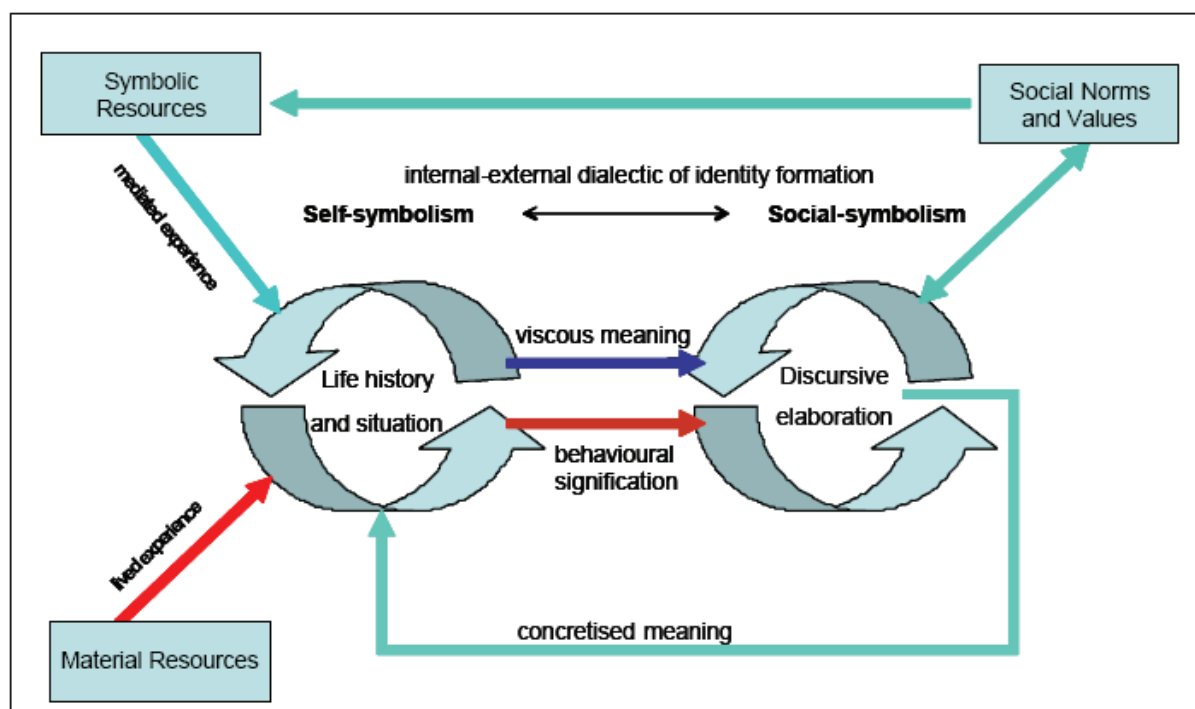 Symbolic
Resources
Social Norms
and Values
internal-external dialectic of identity formation
Self-symbolism
Social-symbolism
mediated experience
viscous meaning
Life history
and situation
Discursive
elaboration
behavioural
signification
lived experience
concretised meaning
Material Resources